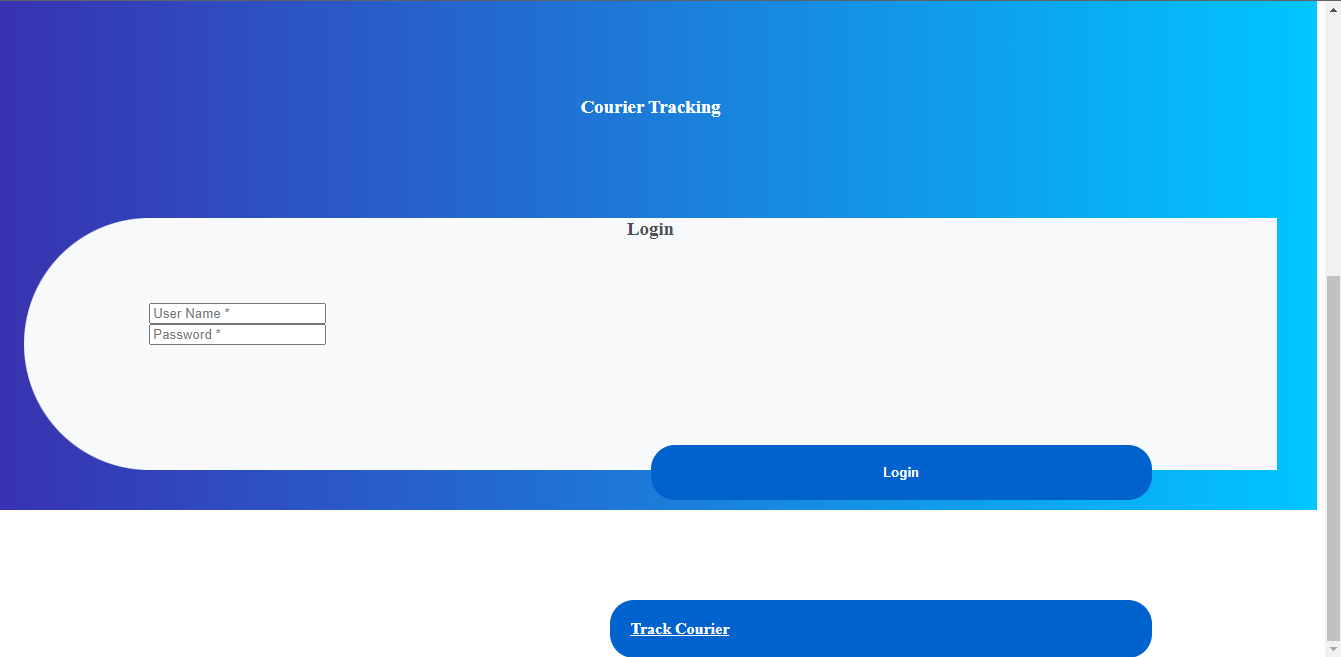 Courier Tracking
Login
User Name *
Password *
Login
Track Courier